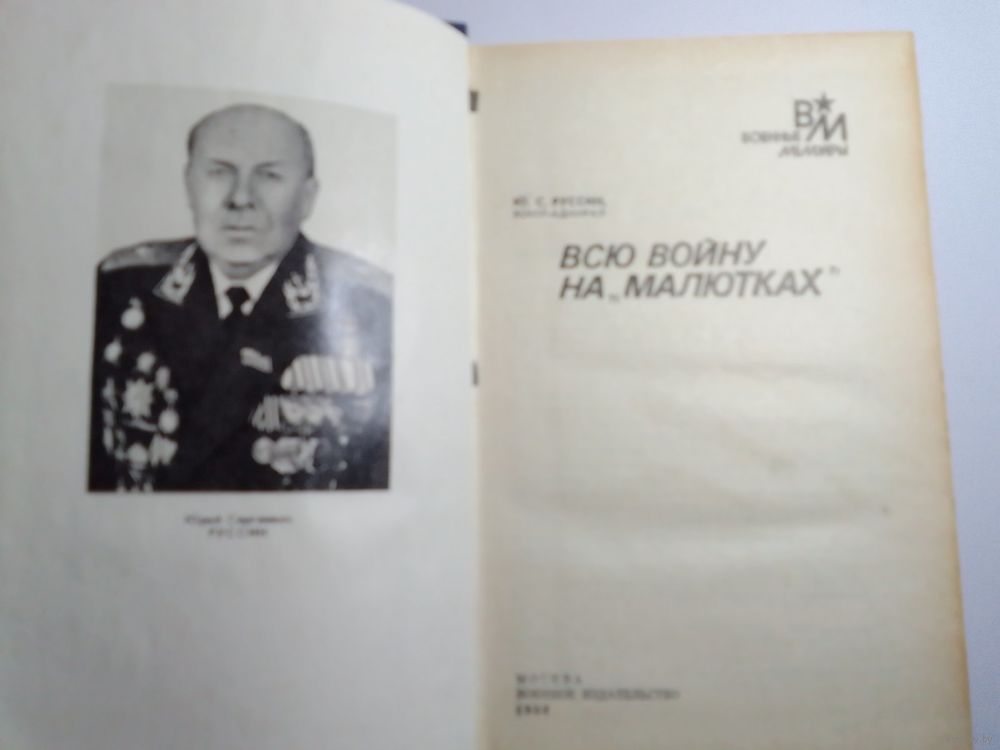 Юрий Сергеевич
РУССИН
ВМ
ВОЕННЫЕ
МЕМУАРЫ
Ю. С. РУССИН,
КОНТР-АДМИРАЛ
ВСЮ ВОЙНУ
НА „МАЛЮТКАХ”
МОСКВА
ВОЕННОЕ ИЗДАТЕЛЬСТВО